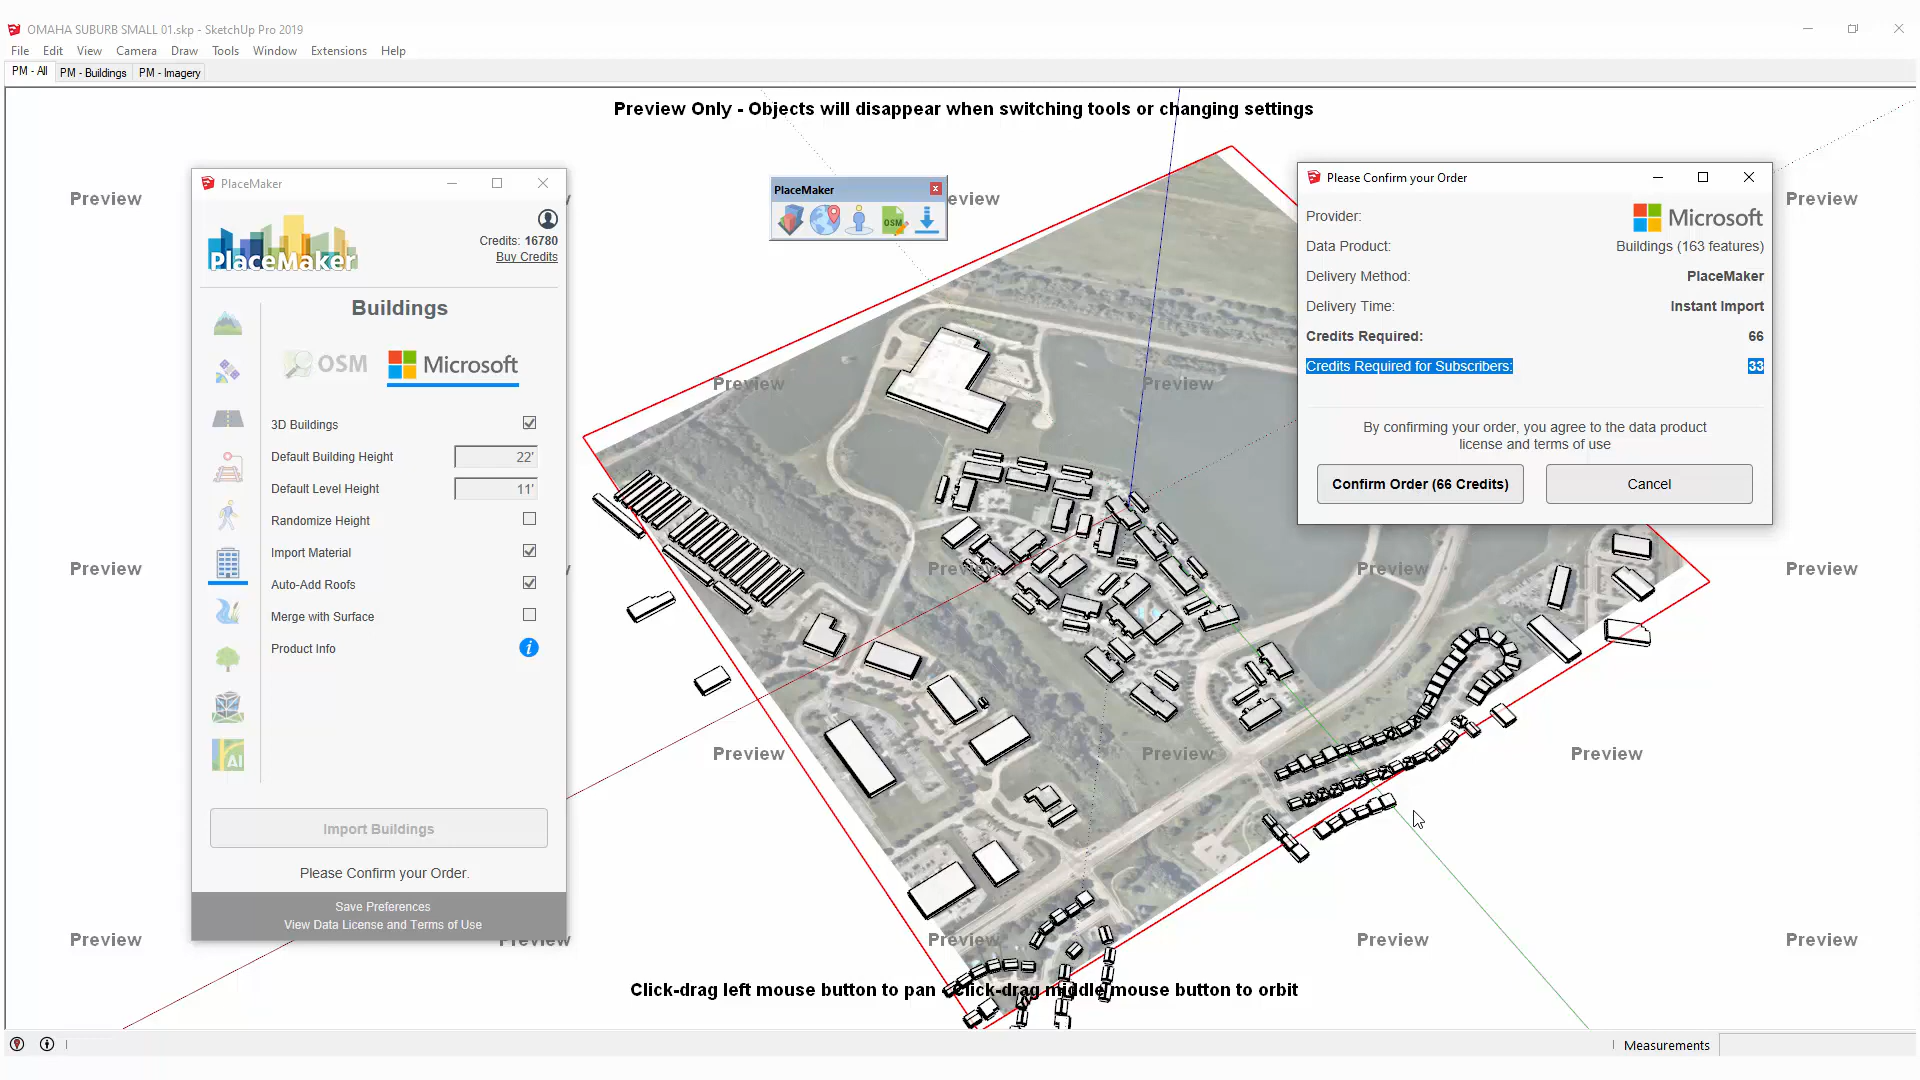 OMAHA SUBURB SMALL 01.skp - SketchUp Pro 2019
File Edit View Camera Draw Tools Window Extensions Help
PM - All PM - Buildings PM - Imagery
Preview Only - Objects will disappear when switching tools or changing settings
PlaceMaker
PlaceMaker
Credits: 16780
Buy Credits
Buildings
OSM Microsoft
3D Buildings
Default Building Height 22'
Default Level Height 11'
Randomize Height
Import Material
Auto-Add Roofs
Merge with Surface
Product Info i
AI
Import Buildings
Please Confirm your Order.
Save Preferences
View Data License and Terms of Use
PlaceMaker
OSM
Please Confirm your Order
Provider: Microsoft
Data Product: Buildings (163 features)
Delivery Method: PlaceMaker
Delivery Time: Instant Import
Credits Required: 66
Credits Required for Subscribers: 33
By confirming your order, you agree to the data product
license and terms of use
Confirm Order (66 Credits) Cancel
Preview Preview Preview
Preview Preview
Preview Preview Preview Preview
Preview Preview Preview
Preview Preview Preview Preview Preview
Click-drag left mouse button to pan - Click-drag middle mouse button to orbit
Measurements